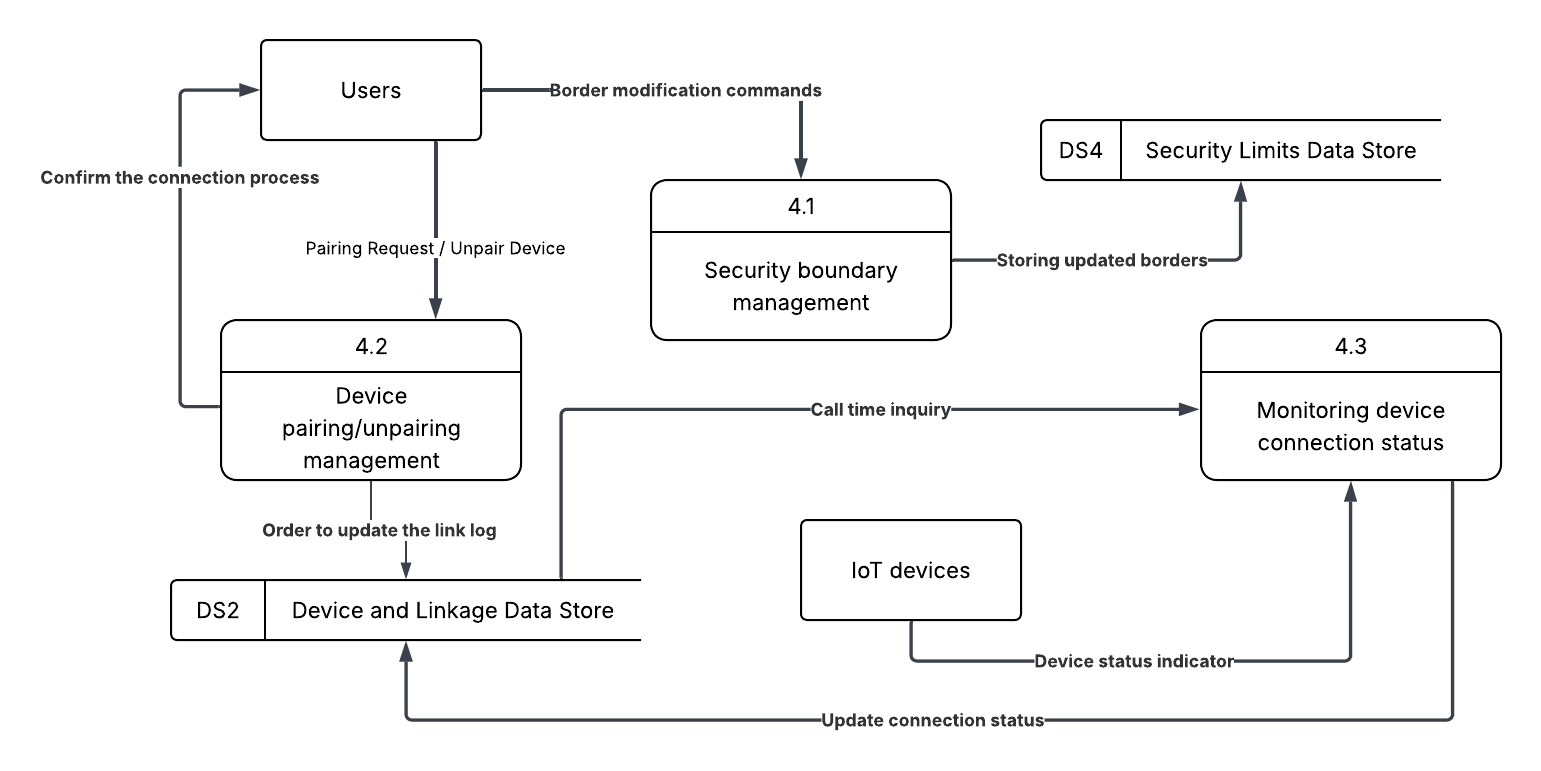 Users
Border modification commands
DS4
Security Limits Data Store
Confirm the connection process
4.1
Pairing Request / Unpair Device
Security boundary
management
Storing updated borders
4.2
Device
pairing/unpairing
management
4.3
Monitoring device
connection status
Call time inquiry
Order to update the link log
IoT devices
DS2
Device and Linkage Data Store
Device status indicator
Update connection status